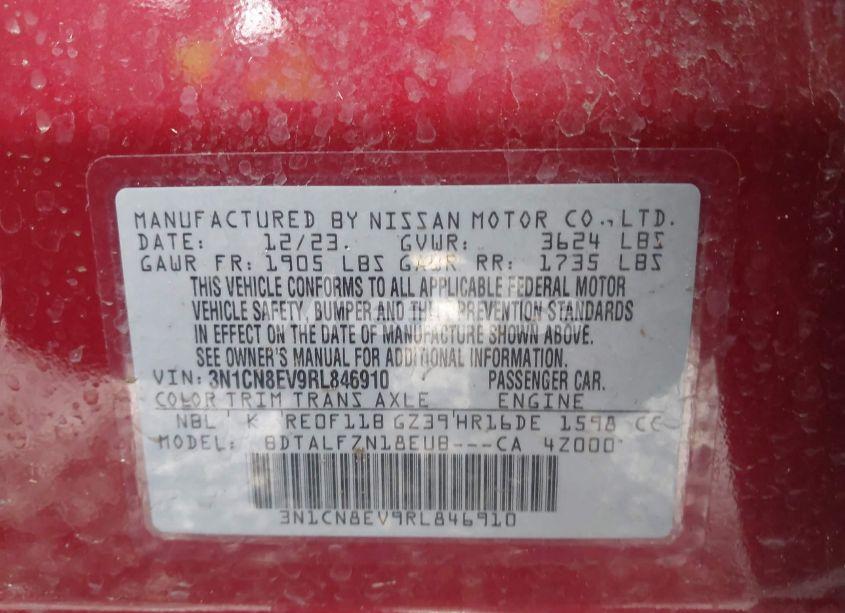 MANUFACTURED BY NISSAN MOTOR CO.,LTD.
DATE: 12/23. GVWR: 3624 LBS
GAWR FR: 1905 LBS GAWR RR: 1735 LBS
THIS VEHICLE CONFORMS TO ALL APPLICABLE FEDERAL MOTOR
VEHICLE SAFETY, BUMPER AND THEFT PREVENTION STANDARDS
IN EFFECT ON THE DATE OF MANUFACTURE SHOWN ABOVE.
SEE OWNER'S MANUAL FOR ADDITIONAL INFORMATION.
VIN: 3N1CN8EV9RL846910 PASSENGER CAR.
COLOR TRIM TRANS AXLE ENGINE
NBL K RE0F11B GZ39 HR16DE 1598 CC
MODEL: BDTALFZN18EUB---CA 4Z000
3N1CN8EV9RL846910